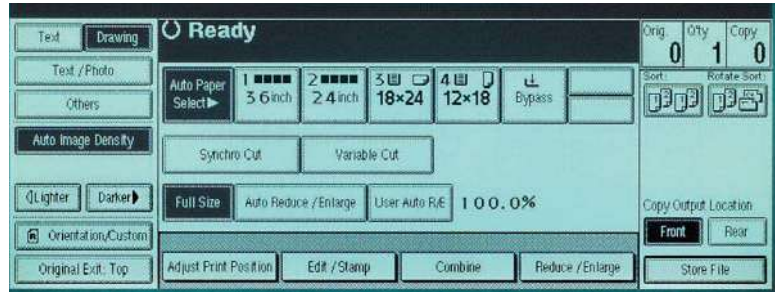 Text Drawing
Text / Photo
Others
Auto Image Density
Lighter Darker
Orientation/Custom
Original Exit: Top
Ready
Auto Paper
Select
1
36inch
2
24inch
3
18×24
4
12×18
Bypass
Synchro Cut Variable Cut
Full Size Auto Reduce / Enlarge User Auto R/E 100.0%
Adjust Print Position Edit / Stamp Combine Reduce / Enlarge
Orig. Q'ty Copy
0 1 0
Sort: Rotate Sort:
Copy Output Location
Front Rear
Store File